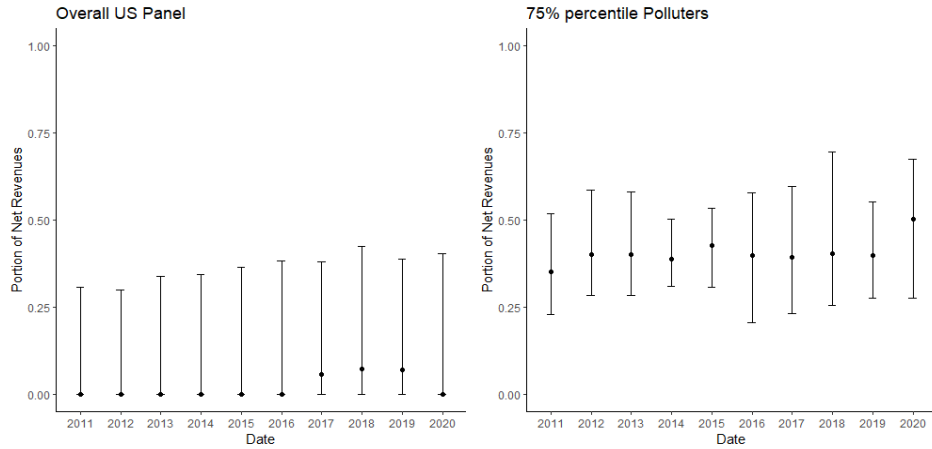 Overall US Panel
1.00
0.75
0.50
0.25
0.00
Portion of Net Revenues
2011 2012 2013 2014 2015 2016 2017 2018 2019 2020
Date
75% percentile Polluters
1.00
0.75
0.50
0.25
0.00
Portion of Net Revenues
2011 2012 2013 2014 2015 2016 2017 2018 2019 2020
Date